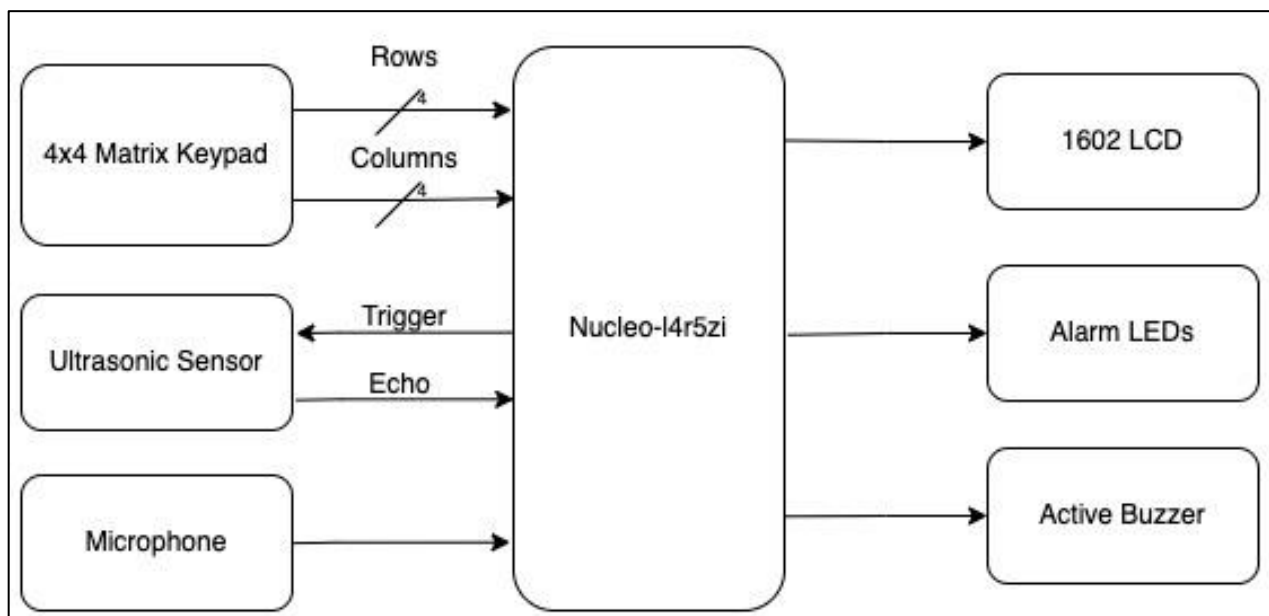 Rows
4
4x4 Matrix Keypad
Columns
4
Ultrasonic Sensor
Trigger
Echo
Microphone
Nucleo-l4r5zi
1602 LCD
Alarm LEDs
Active Buzzer